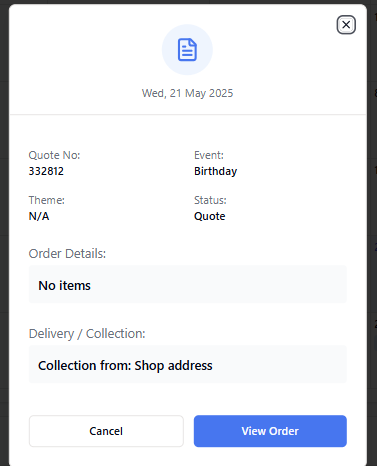 Wed, 21 May 2025
Quote No:
332812
Event:
Birthday
Theme:
N/A
Status:
Quote
Order Details:
No items
Delivery / Collection:
Collection from: Shop address
Cancel
View Order